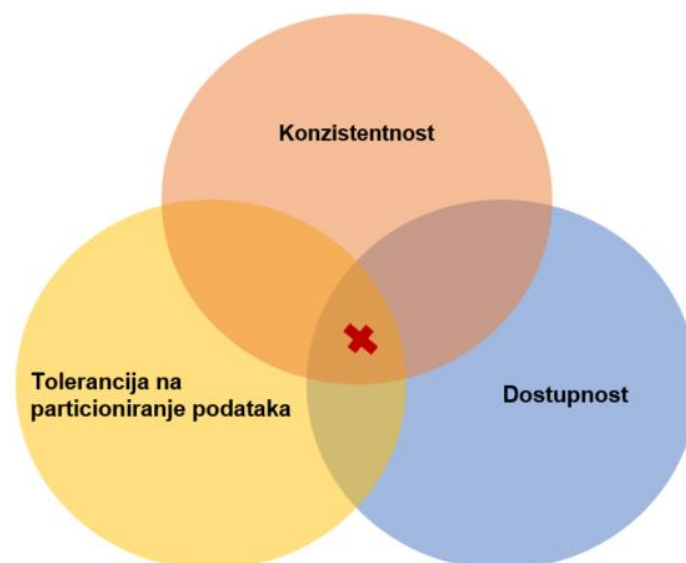 Konzistentnost
Tolerancija na
particioniranje podataka
Dostupnost